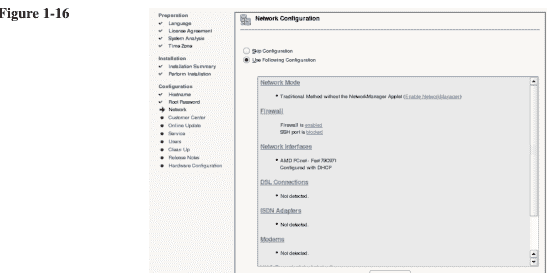 Figure 1-16
Preparation
Language
License Agreement
System Analysis
Time Zone
Installation
Installation Summary
Perform Installation
Configuration
Hostname
Root Password
Network
Customer Center
Online Update
Service
Users
Clean Up
Release Notes
Hardware Configuration
Network Configuration
Skip Configuration
Use Following Configuration
Network Mode
Traditional Method without the NetworkManager Applet (Enable NetworkManager)
Firewall
Firewall is enabled
SSH port is blocked
Network Interfaces
AMD PCnet - Fast 79C971
Configured with DHCP
DSL Connections
Not detected.
ISDN Adapters
Not detected.
Modems
Not detected.